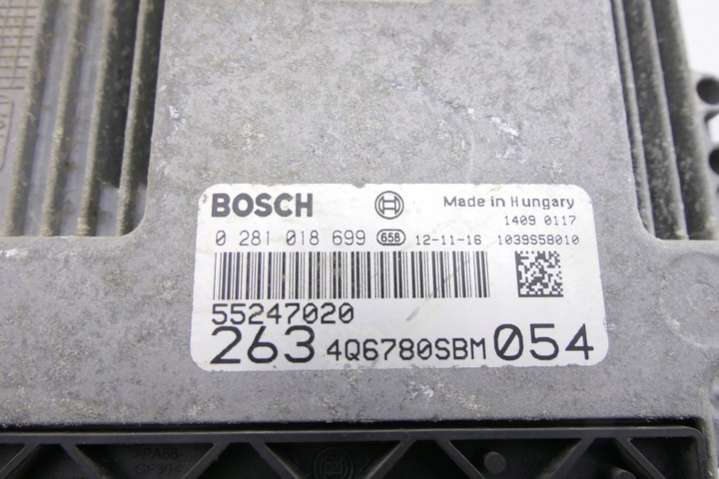 BOSCH Made in Hungary
1409 0117
0 281 018 699 658 12-11-16 1039S58010
55247020
263 4Q6780SBM 054